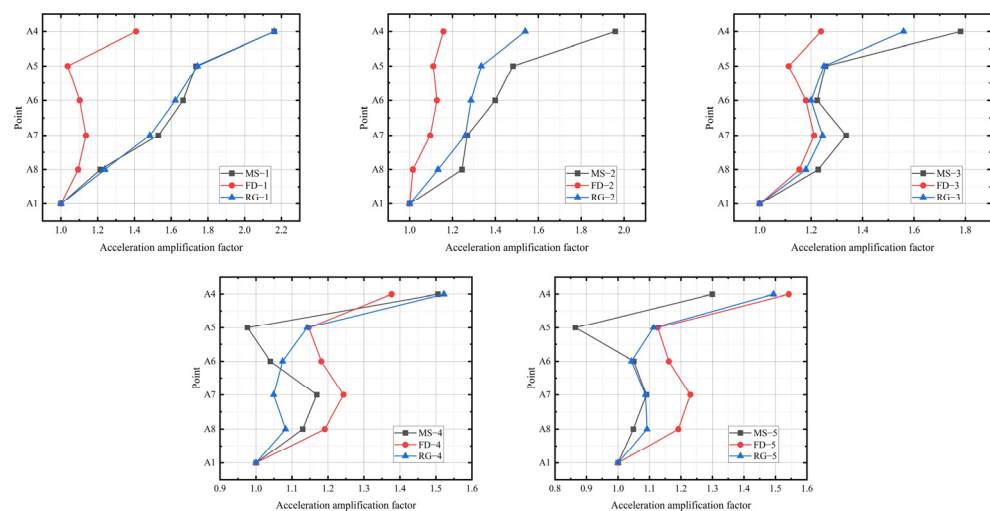 A4
A5
A6
A7
A8
A1
Point
MS−1
FD−1
RG−1
1.0 1.2 1.4 1.6 1.8 2.0 2.2
Acceleration amplification factor
A4
A5
A6
A7
A8
A1
Point
MS−2
FD−2
RG−2
1.0 1.2 1.4 1.6 1.8 2.0
Acceleration amplification factor
A4
A5
A6
A7
A8
A1
Point
MS−3
FD−3
RG−3
1.0 1.2 1.4 1.6 1.8
Acceleration amplification factor
A4
A5
A6
A7
A8
A1
Point
MS−4
FD−4
RG−4
0.9 1.0 1.1 1.2 1.3 1.4 1.5 1.6
Acceleration amplification factor
A4
A5
A6
A7
A8
A1
Point
MS−5
FD−5
RG−5
0.8 0.9 1.0 1.1 1.2 1.3 1.4 1.5 1.6
Acceleration amplification factor